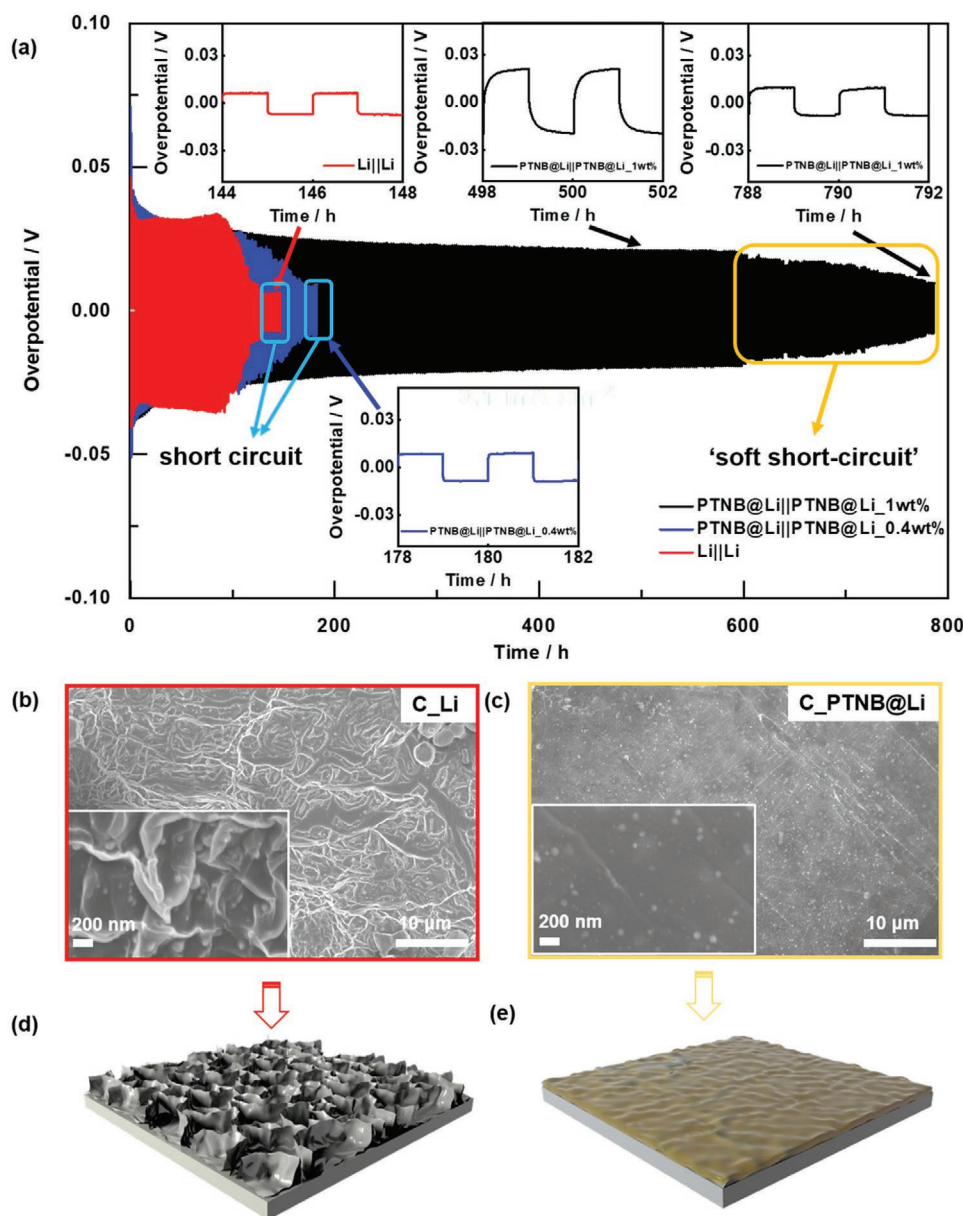 (a)
0.10
0.05
0.00
-0.05
-0.10
Overpotential / V
0
200
400
600
800
Time / h
0.03
0.00
-0.03
Overpotential / V
Li||Li
144
146
148
Time / h
0.03
0.00
-0.03
Overpotential / V
PTNB@Li||PTNB@Li_1wt%
498
500
502
Time / h
0.03
0.00
-0.03
Overpotential / V
PTNB@Li||PTNB@Li_1wt%
788
790
792
Time / h
short circuit
0.03
0.00
-0.03
Overpotential / V
PTNB@Li||PTNB@Li_0.4wt%
178
180
182
Time / h
‘soft short-circuit’
PTNB@Li||PTNB@Li_1wt%
PTNB@Li||PTNB@Li_0.4wt%
Li||Li
(b)
C_Li
200 nm
10 µm
(c)
C_PTNB@Li
200 nm
10 µm
(d)
(e)